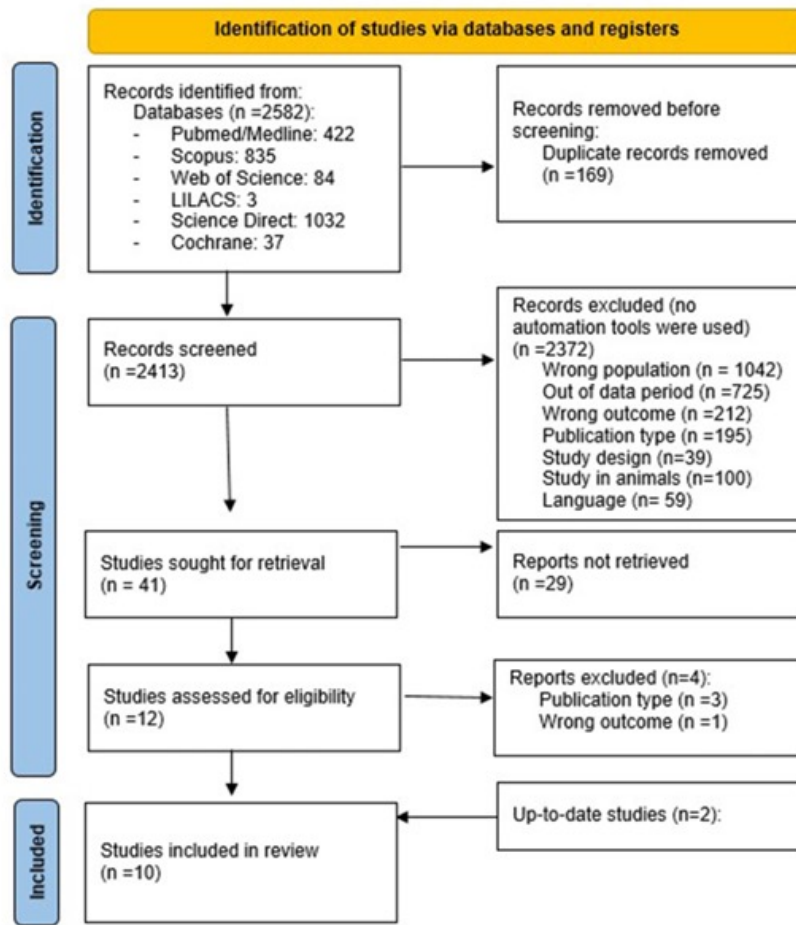 Identification of studies via databases and registers
Identification
Records identified from:
Databases (n =2582):
- Pubmed/Medline: 422
- Scopus: 835
- Web of Science: 84
- LILACS: 3
- Science Direct: 1032
- Cochrane: 37
Records removed before
screening:
Duplicate records removed
(n =169)
Screening
Records screened
(n =2413)
Records excluded (no
automation tools were used)
(n =2372)
Wrong population (n = 1042)
Out of data period (n =725)
Wrong outcome (n =212)
Publication type (n =195)
Study design (n=39)
Study in animals (n=100)
Language (n= 59)
Studies sought for retrieval
(n = 41)
Reports not retrieved
(n =29)
Studies assessed for eligibility
(n =12)
Reports excluded (n=4):
Publication type (n =3)
Wrong outcome (n =1)
Included
Up-to-date studies (n=2):
Studies included in review
(n =10)